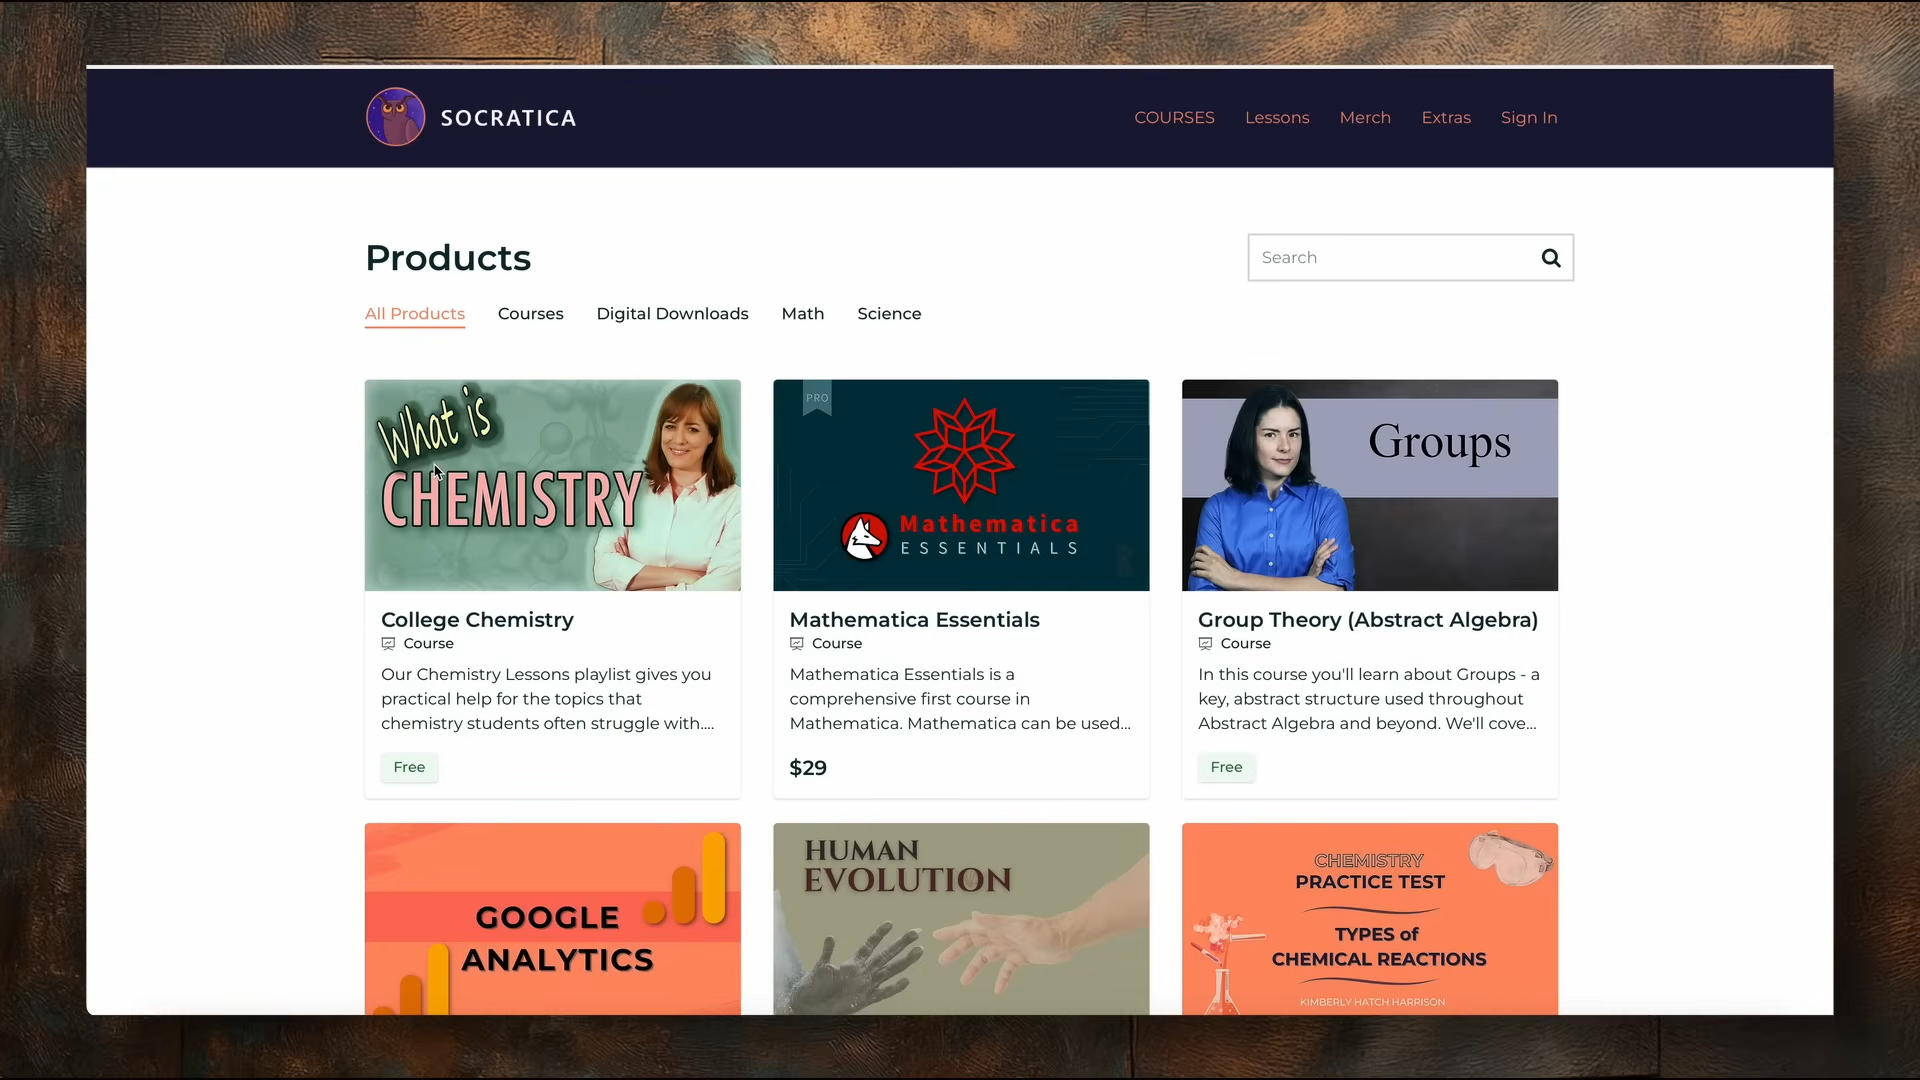 SOCRATICA
COURSES Lessons Merch Extras Sign In
Products
Search
All Products Courses Digital Downloads Math Science
What is
CHEMISTRY
PRO
Mathematica
ESSENTIALS
Groups
College Chemistry
Course
Our Chemistry Lessons playlist gives you
practical help for the topics that
chemistry students often struggle with....
Free
Mathematica Essentials
Course
Mathematica Essentials is a
comprehensive first course in
Mathematica. Mathematica can be used...
$29
Group Theory (Abstract Algebra)
Course
In this course you'll learn about Groups - a
key, abstract structure used throughout
Abstract Algebra and beyond. We'll cove...
Free
GOOGLE
ANALYTICS
HUMAN
EVOLUTION
CHEMISTRY
PRACTICE TEST
TYPES of
CHEMICAL REACTIONS
KIMBERLY HATCH HARRISON